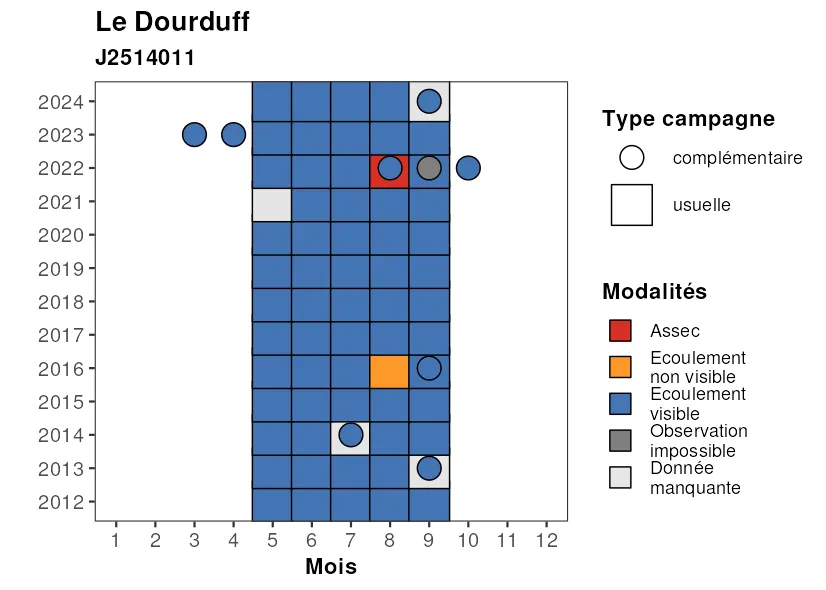 Le Dourduff
J2514011
2024
2023
2022
2021
2020
2019
2018
2017
2016
2015
2014
2013
2012
1 2 3 4 5 6 7 8 9 10 11 12
Mois
Type campagne
complémentaire
usuelle
Modalités
Assec
Ecoulement
non visible
Ecoulement
visible
Observation
impossible
Donnée
manquante